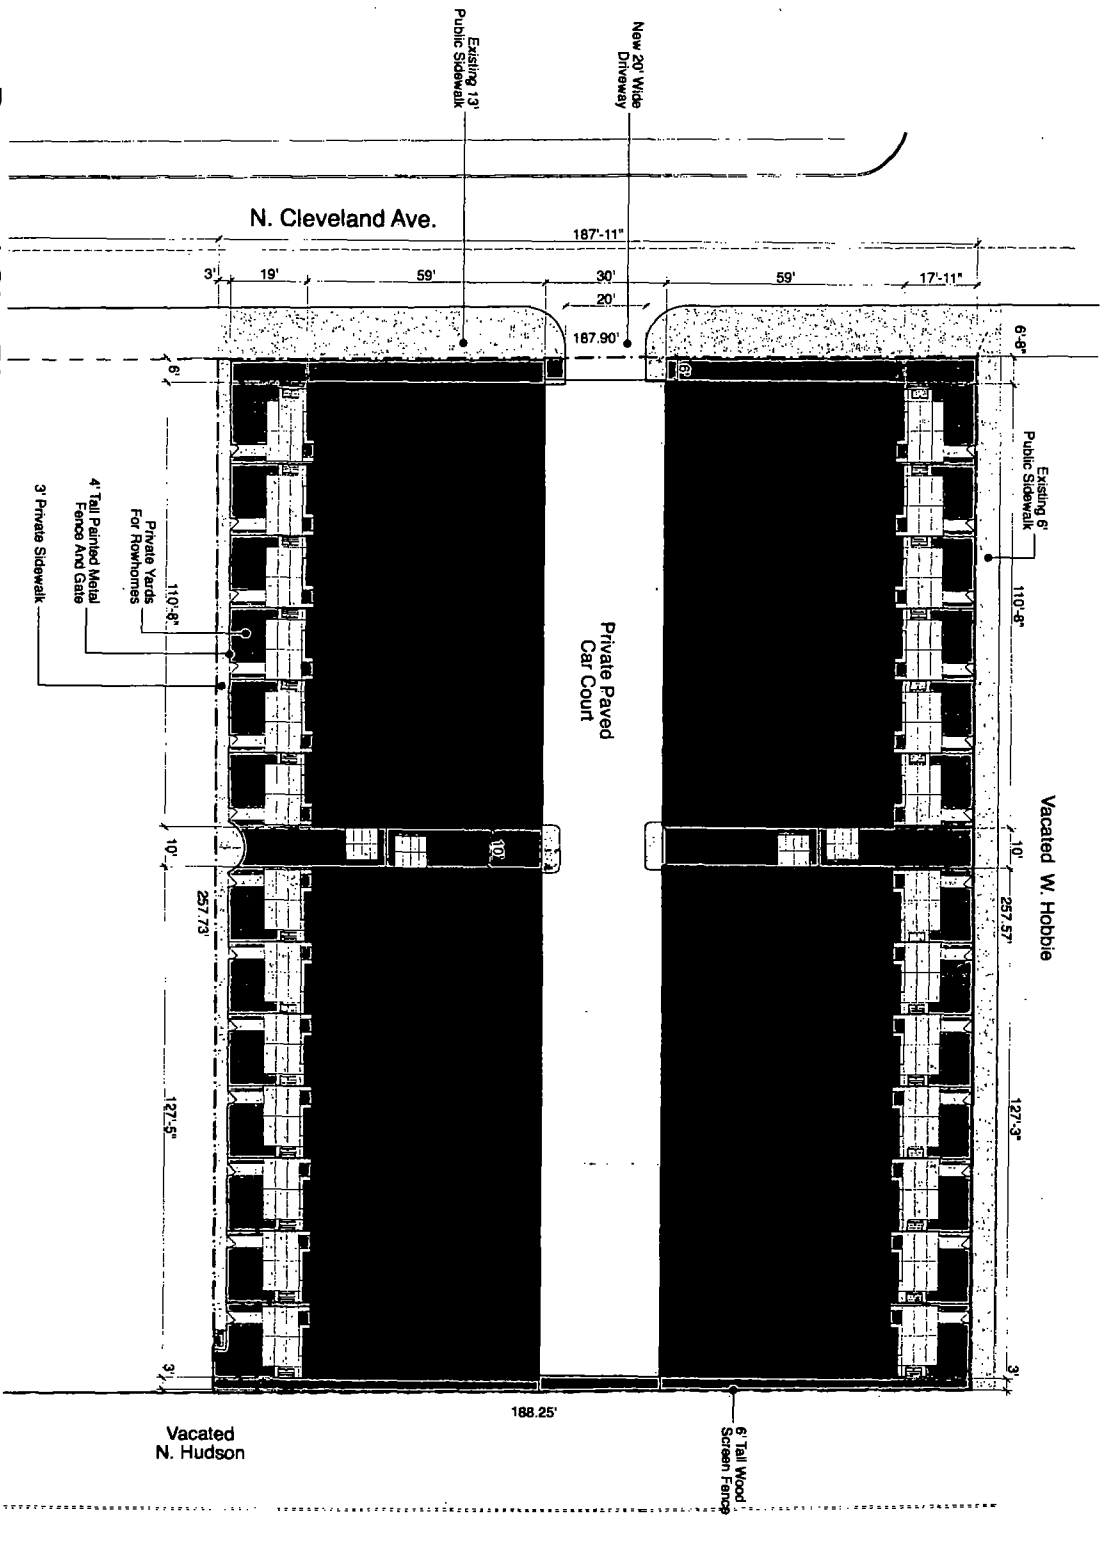 Existing 13'
Public Sidewalk
New 20' Wide
Driveway
N. Cleveland Ave.
187'-11"
3'
19'
59'
30'
59'
17'-11"
20'
187.90'
6'-8"
6'
6'
Existing 6'
Public Sidewalk
3' Private Sidewalk
4' Tall Painted Metal
Fence And Gate
Private Yards
For Rowhomes
110'-8"
110'-8"
Private Paved
Car Court
Vacated W. Hobbie
10'
10'
10'
257.73'
257.57'
127'-5"
127'-3"
3'
3'
188.25'
Vacated
N. Hudson
6' Tall Wood
Screen Fence